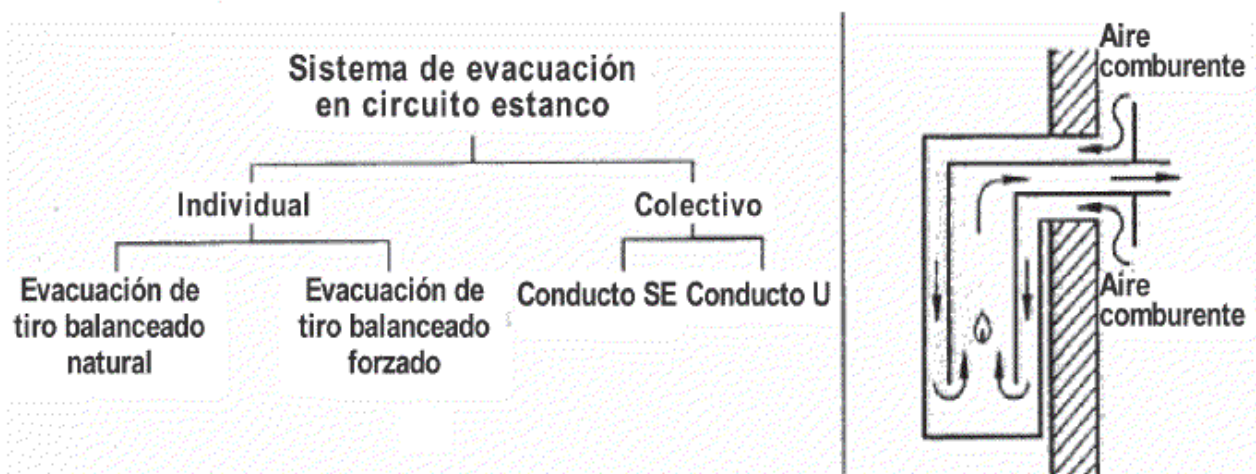 Sistema de evacuación
en circuito estanco
Individual
Colectivo
Evacuación de
tiro balanceado
natural
Evacuación de
tiro balanceado
forzado
Conducto SE Conducto U
Aire
comburente
Aire
comburente